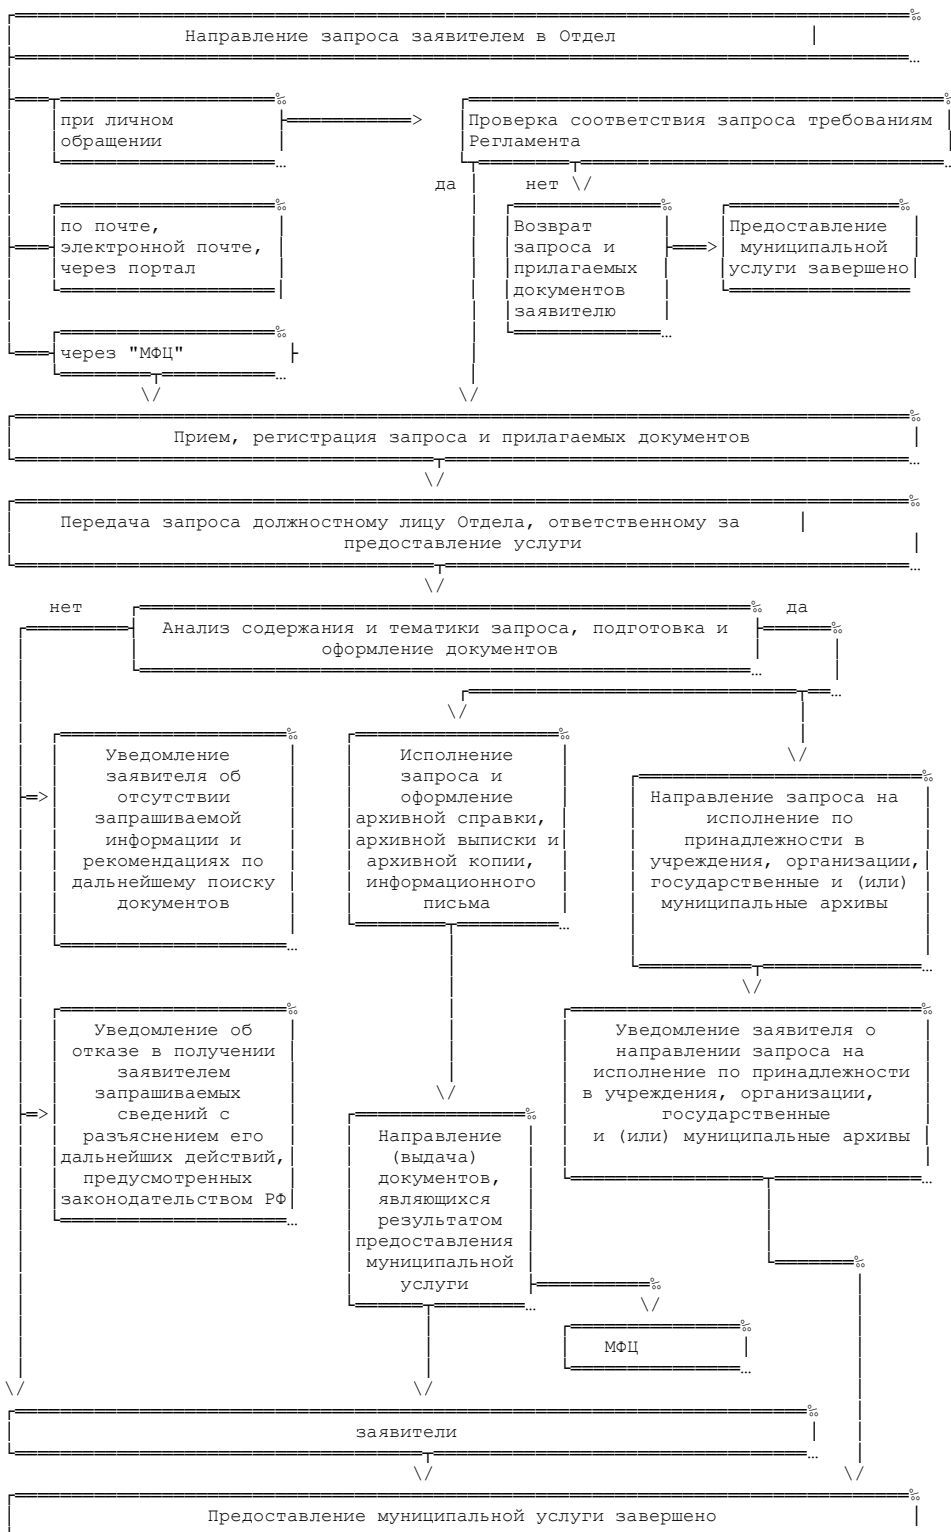 Направление запроса заявителем в Отдел
при личном
обращении
Проверка соответствия запроса требованиям
Регламента
да
нет
по почте,
электронной почте,
через портал
Возврат
запроса и
прилагаемых
документов
заявителю
Предоставление
муниципальной
услуги завершено
через "МФЦ"
Прием, регистрация запроса и прилагаемых документов
Передача запроса должностному лицу Отдела, ответственному за
предоставление услуги
нет
да
Анализ содержания и тематики запроса, подготовка и
оформление документов
Уведомление
заявителя об
отсутствии
запрашиваемой
информации и
рекомендациях по
дальнейшему поиску
документов
Исполнение
запроса и
оформление
архивной справки,
архивной выписки и
архивной копии,
информационного
письма
Направление запроса на
исполнение по
принадлежности в
учреждения, организации,
государственные и (или)
муниципальные архивы
Уведомление об
отказе в получении
заявителем
запрашиваемых
сведений с
разъяснением его
дальнейших действий,
предусмотренных
законодательством РФ
Уведомление заявителя о
направлении запроса на
исполнение по принадлежности
в учреждения, организации,
государственные
и (или) муниципальные архивы
Направление
(выдача)
документов,
являющихся
результатом
предоставления
муниципальной
услуги
МФЦ
заявители
Предоставление муниципальной услуги завершено